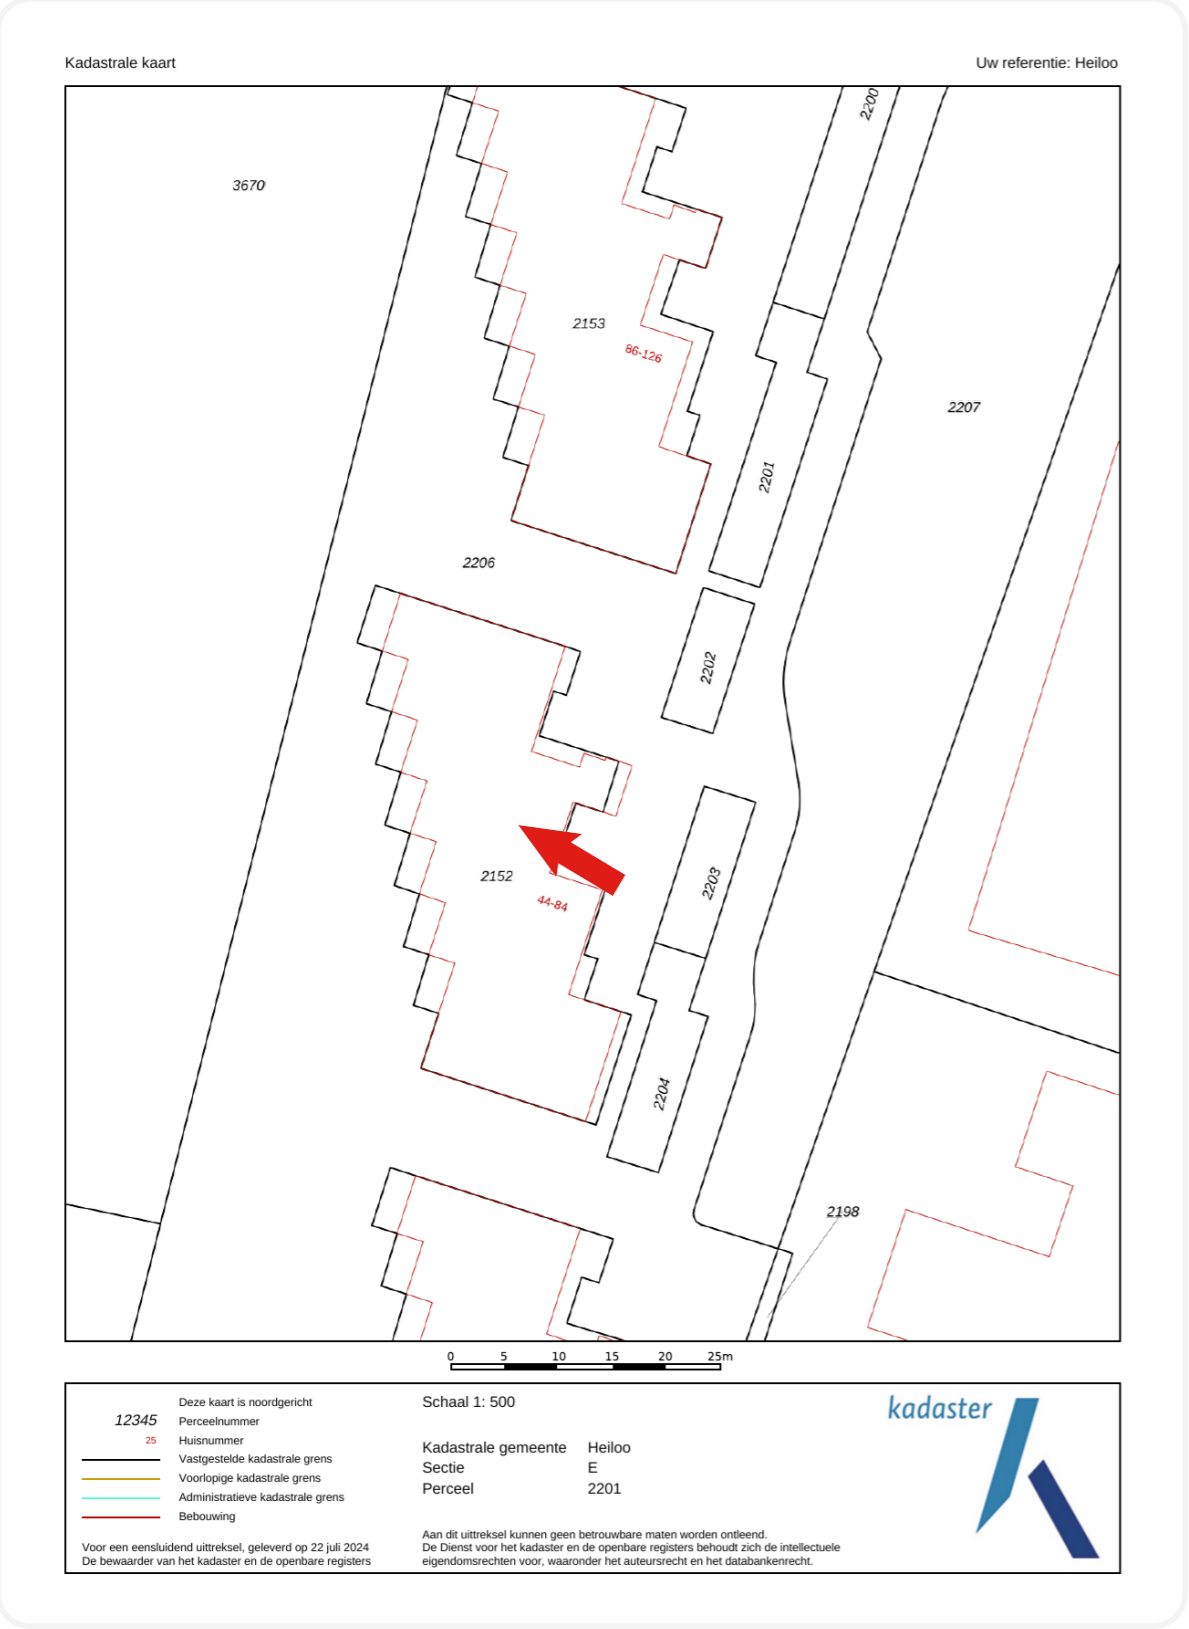 Kadastrale kaart
Uw referentie: Heiloo
2200
3670
2153
86-126
2207
2201
2206
2202
2152
44-84
2203
2204
2198
0 5 10 15 20 25m
Deze kaart is noordgericht
12345 Perceelnummer
25 Huisnummer
Vastgestelde kadastrale grens
Voorlopige kadastrale grens
Administratieve kadastrale grens
Bebouwing
Voor een eensluidend uittreksel, geleverd op 22 juli 2024
De bewaarder van het kadaster en de openbare registers
Schaal 1: 500
Kadastrale gemeente Heiloo
Sectie E
Perceel 2201
Aan dit uittreksel kunnen geen betrouwbare maten worden ontleend.
De Dienst voor het kadaster en de openbare registers behoudt zich de intellectuele
eigendomsrechten voor, waaronder het auteursrecht en het databankenrecht.
kadaster